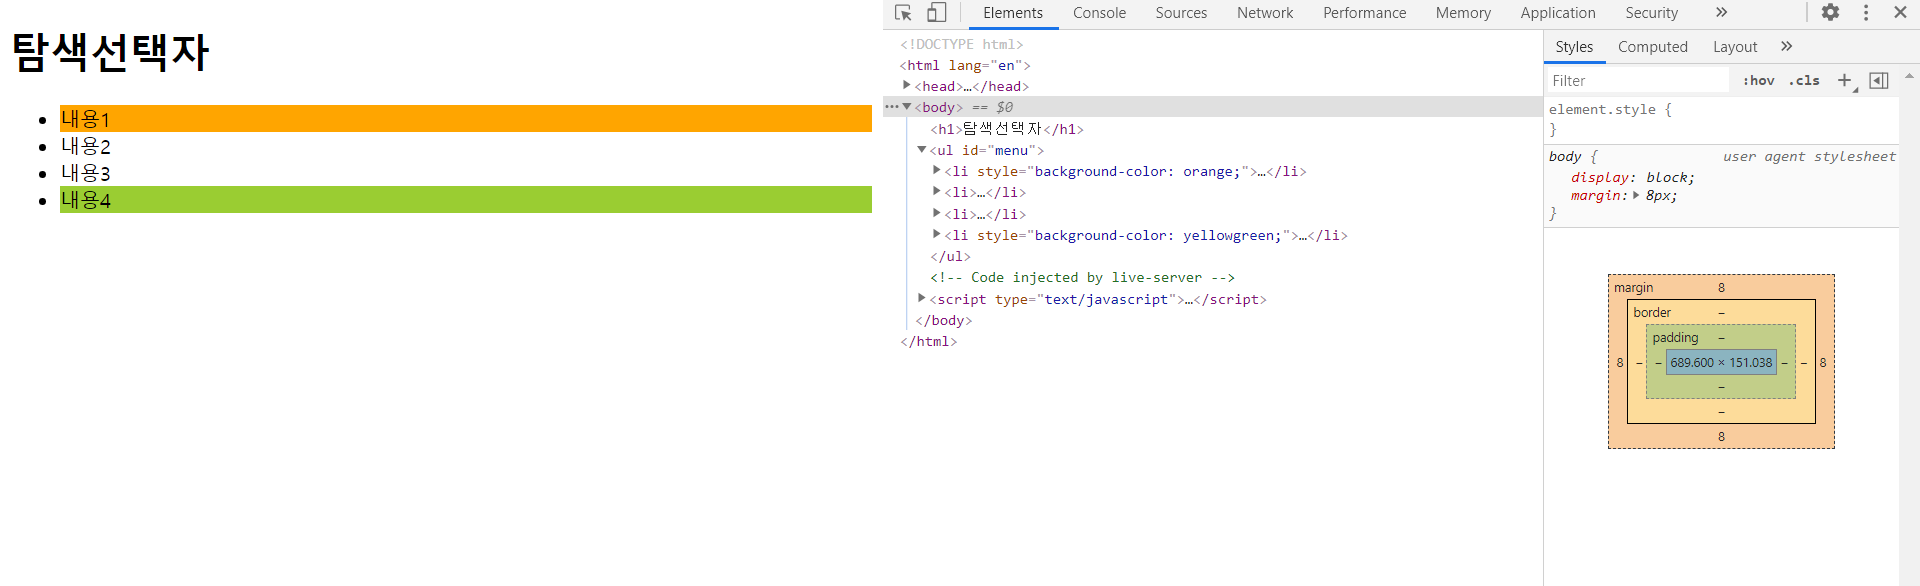 탐색선택자
내용1
내용2
내용3
내용4
Elements Console Sources Network Performance Memory Application Security »
<!DOCTYPE html>
<html lang="en">
<head>…</head>
<body> == $0
<h1>탐색선택자</h1>
<ul id="menu">
<li style="background-color: orange;">…</li>
<li>…</li>
<li>…</li>
<li style="background-color: yellowgreen;">…</li>
</ul>
<!-- Code injected by live-server -->
<script type="text/javascript">…</script>
</body>
</html>
Styles Computed Layout »
Filter :hov .cls +
element.style {
}
body { user agent stylesheet
display: block;
margin: 8px;
}
margin 8
border –
padding –
8 – – 689.600 × 151.038 – – 8
–
–
8